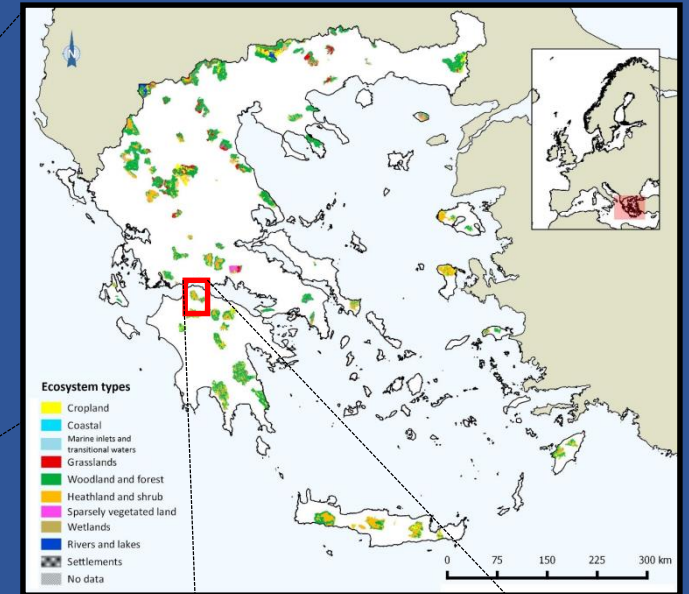 N
Ecosystem types
Cropland
Coastal
Marine inlets and
transitional waters
Grasslands
Woodland and forest
Heathland and shrub
Sparsely vegetated land
Wetlands
Rivers and lakes
Settlements
No data
0 75 150 225 300 km